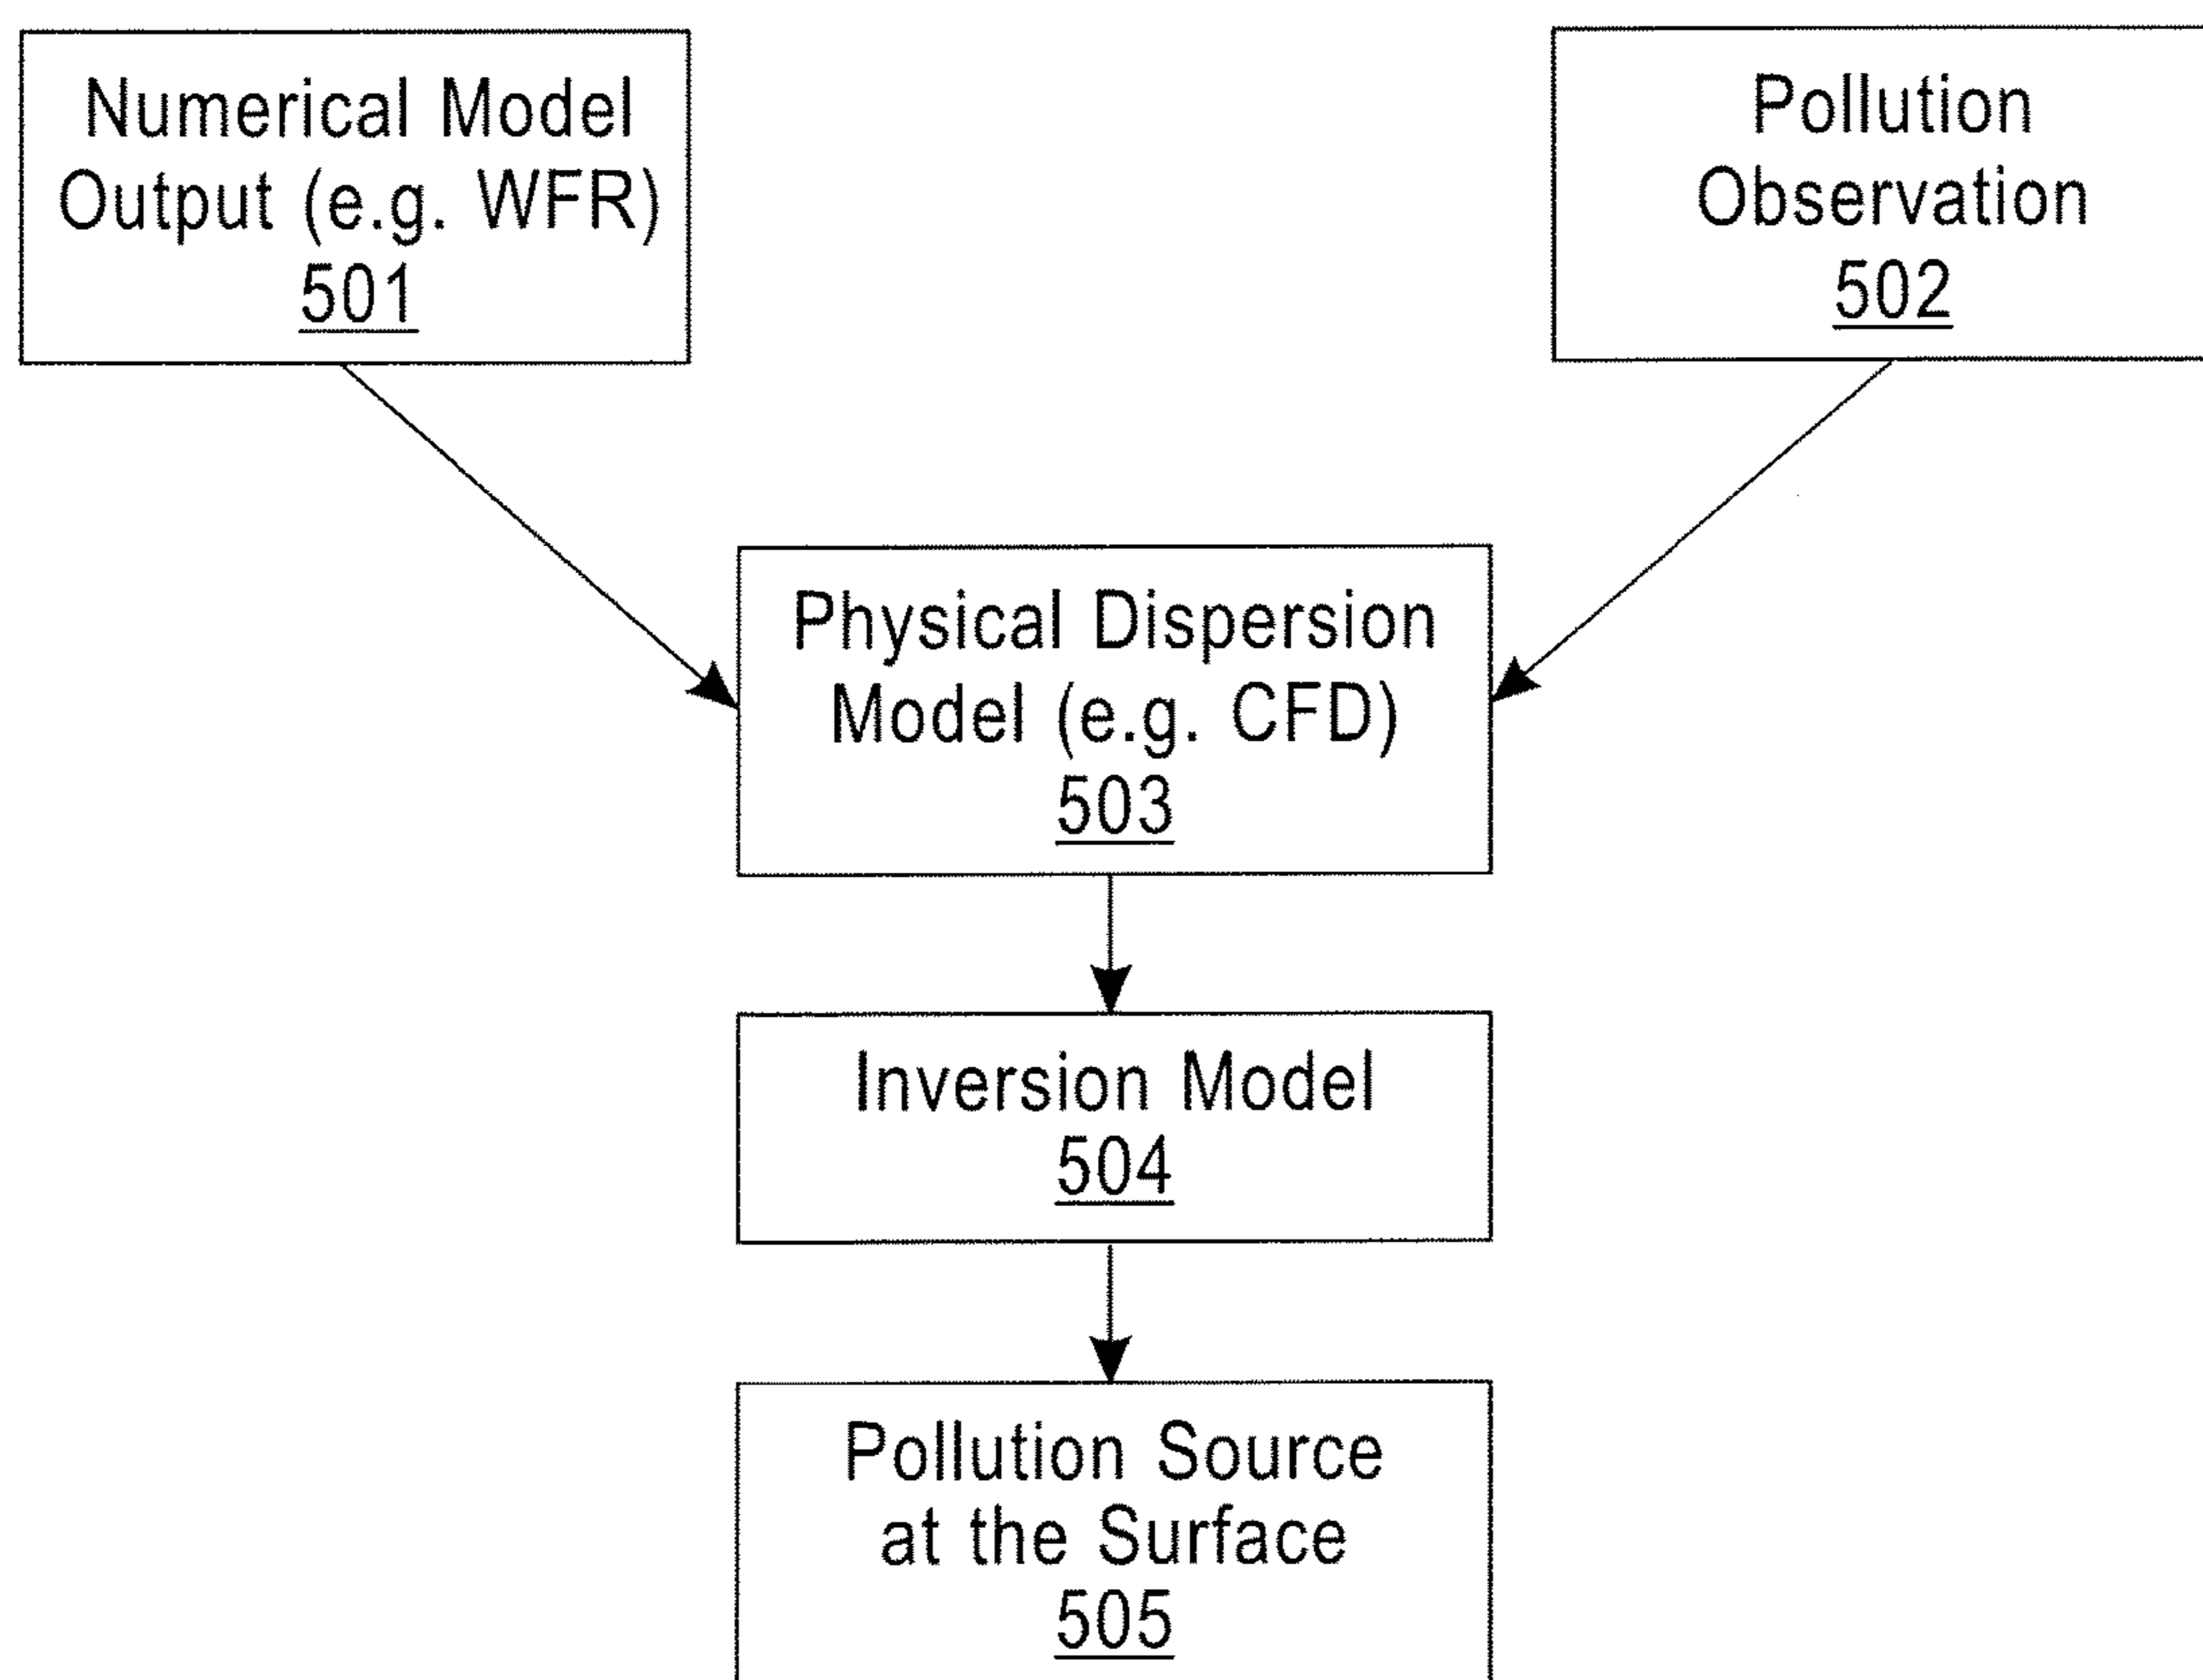 Numerical Model
Output (e.g. WFR)
501
Pollution
Observation
502
Physical Dispersion
Model (e.g. CFD)
503
Inversion Model
504
Pollution Source
at the Surface
505